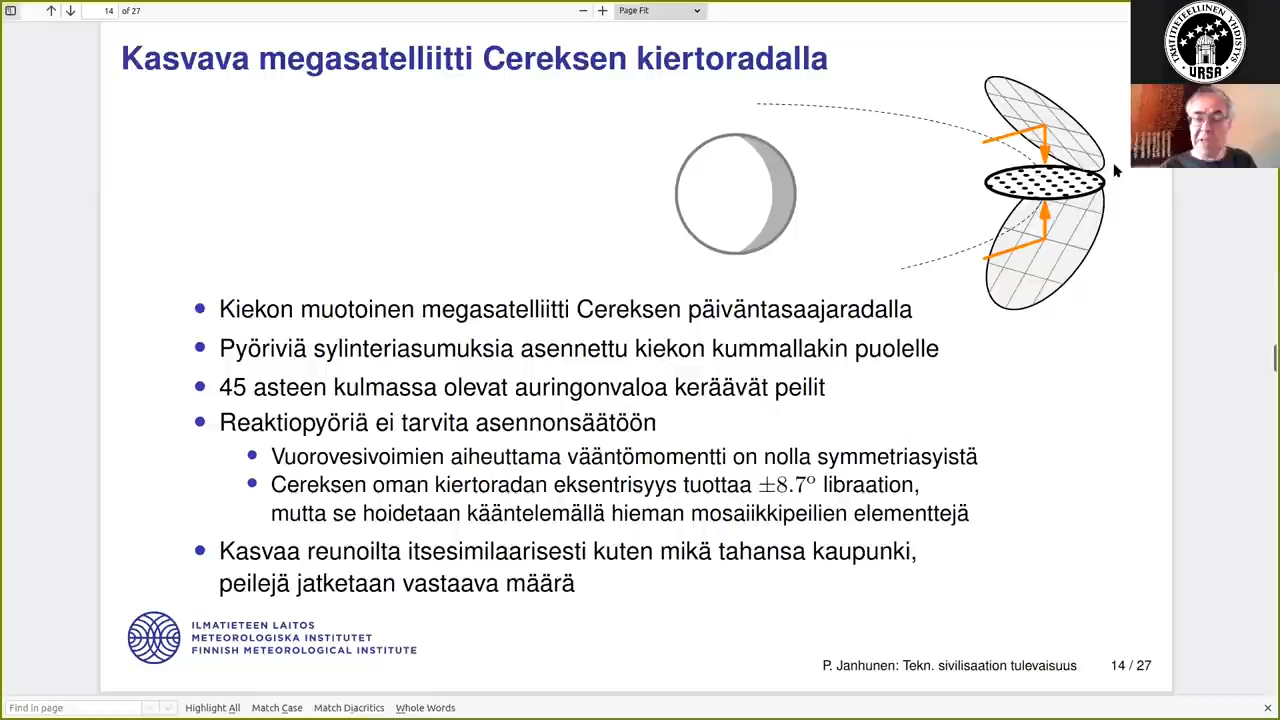 14 of 27
Page Fit
Kasvava megasatelliitti Cereksen kiertoradalla
TÄHTITIETEELLINEN YHDISTYS
URSA
Kiekon muotoinen megasatelliitti Cereksen päiväntasaajaradalla
Pyöriviä sylinteriasumuksia asennettu kiekon kummallakin puolelle
45 asteen kulmassa olevat auringonvaloa keräävät peilit
Reaktiopyöriä ei tarvita asennonsäätöön
Vuorovesivoimien aiheuttama vääntömomentti on nolla symmetriasyistä
Cereksen oman kiertoradan eksentrisyys tuottaa ±8.7° libraation,
mutta se hoidetaan kääntelemällä hieman mosaiikkipeilien elementtejä
Kasvaa reunoilta itsesimilaarisesti kuten mikä tahansa kaupunki,
peilejä jatketaan vastaava määrä
ILMATIETEEN LAITOS
METEOROLOGISKA INSTITUTET
FINNISH METEOROLOGICAL INSTITUTE
P. Janhunen: Tekn. sivilisaation tulevaisuus 14 / 27
Find in page Highlight All Match Case Match Diacritics Whole Words